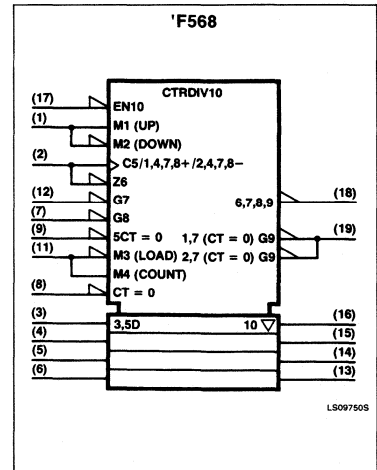 'F568
CTRDIV10
(17) EN10
(1) M1 (UP)
M2 (DOWN)
(2) C5/1,4,7,8+/2,4,7,8−
Z6
(12) G7
6,7,8,9 (18)
(7) G8
(9) 5CT = 0
1,7 (CT = 0) G9 (19)
(11) M3 (LOAD)
2,7 (CT = 0) G9
M4 (COUNT)
(8) CT = 0
(3) 3,5D 10 ▽ (16)
(4) (15)
(5) (14)
(6) (13)
LS09750S